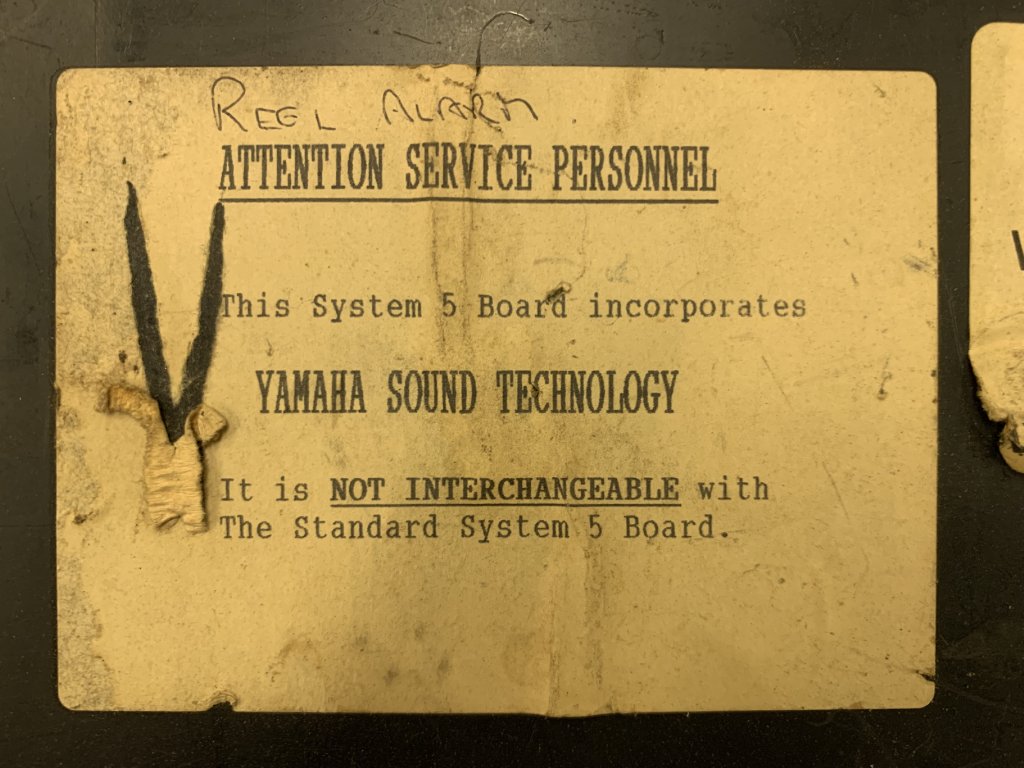 REEL ALARM
ATTENTION SERVICE PERSONNEL
This System 5 Board incorporates
YAMAHA SOUND TECHNOLOGY
It is NOT INTERCHANGEABLE with
The Standard System 5 Board.